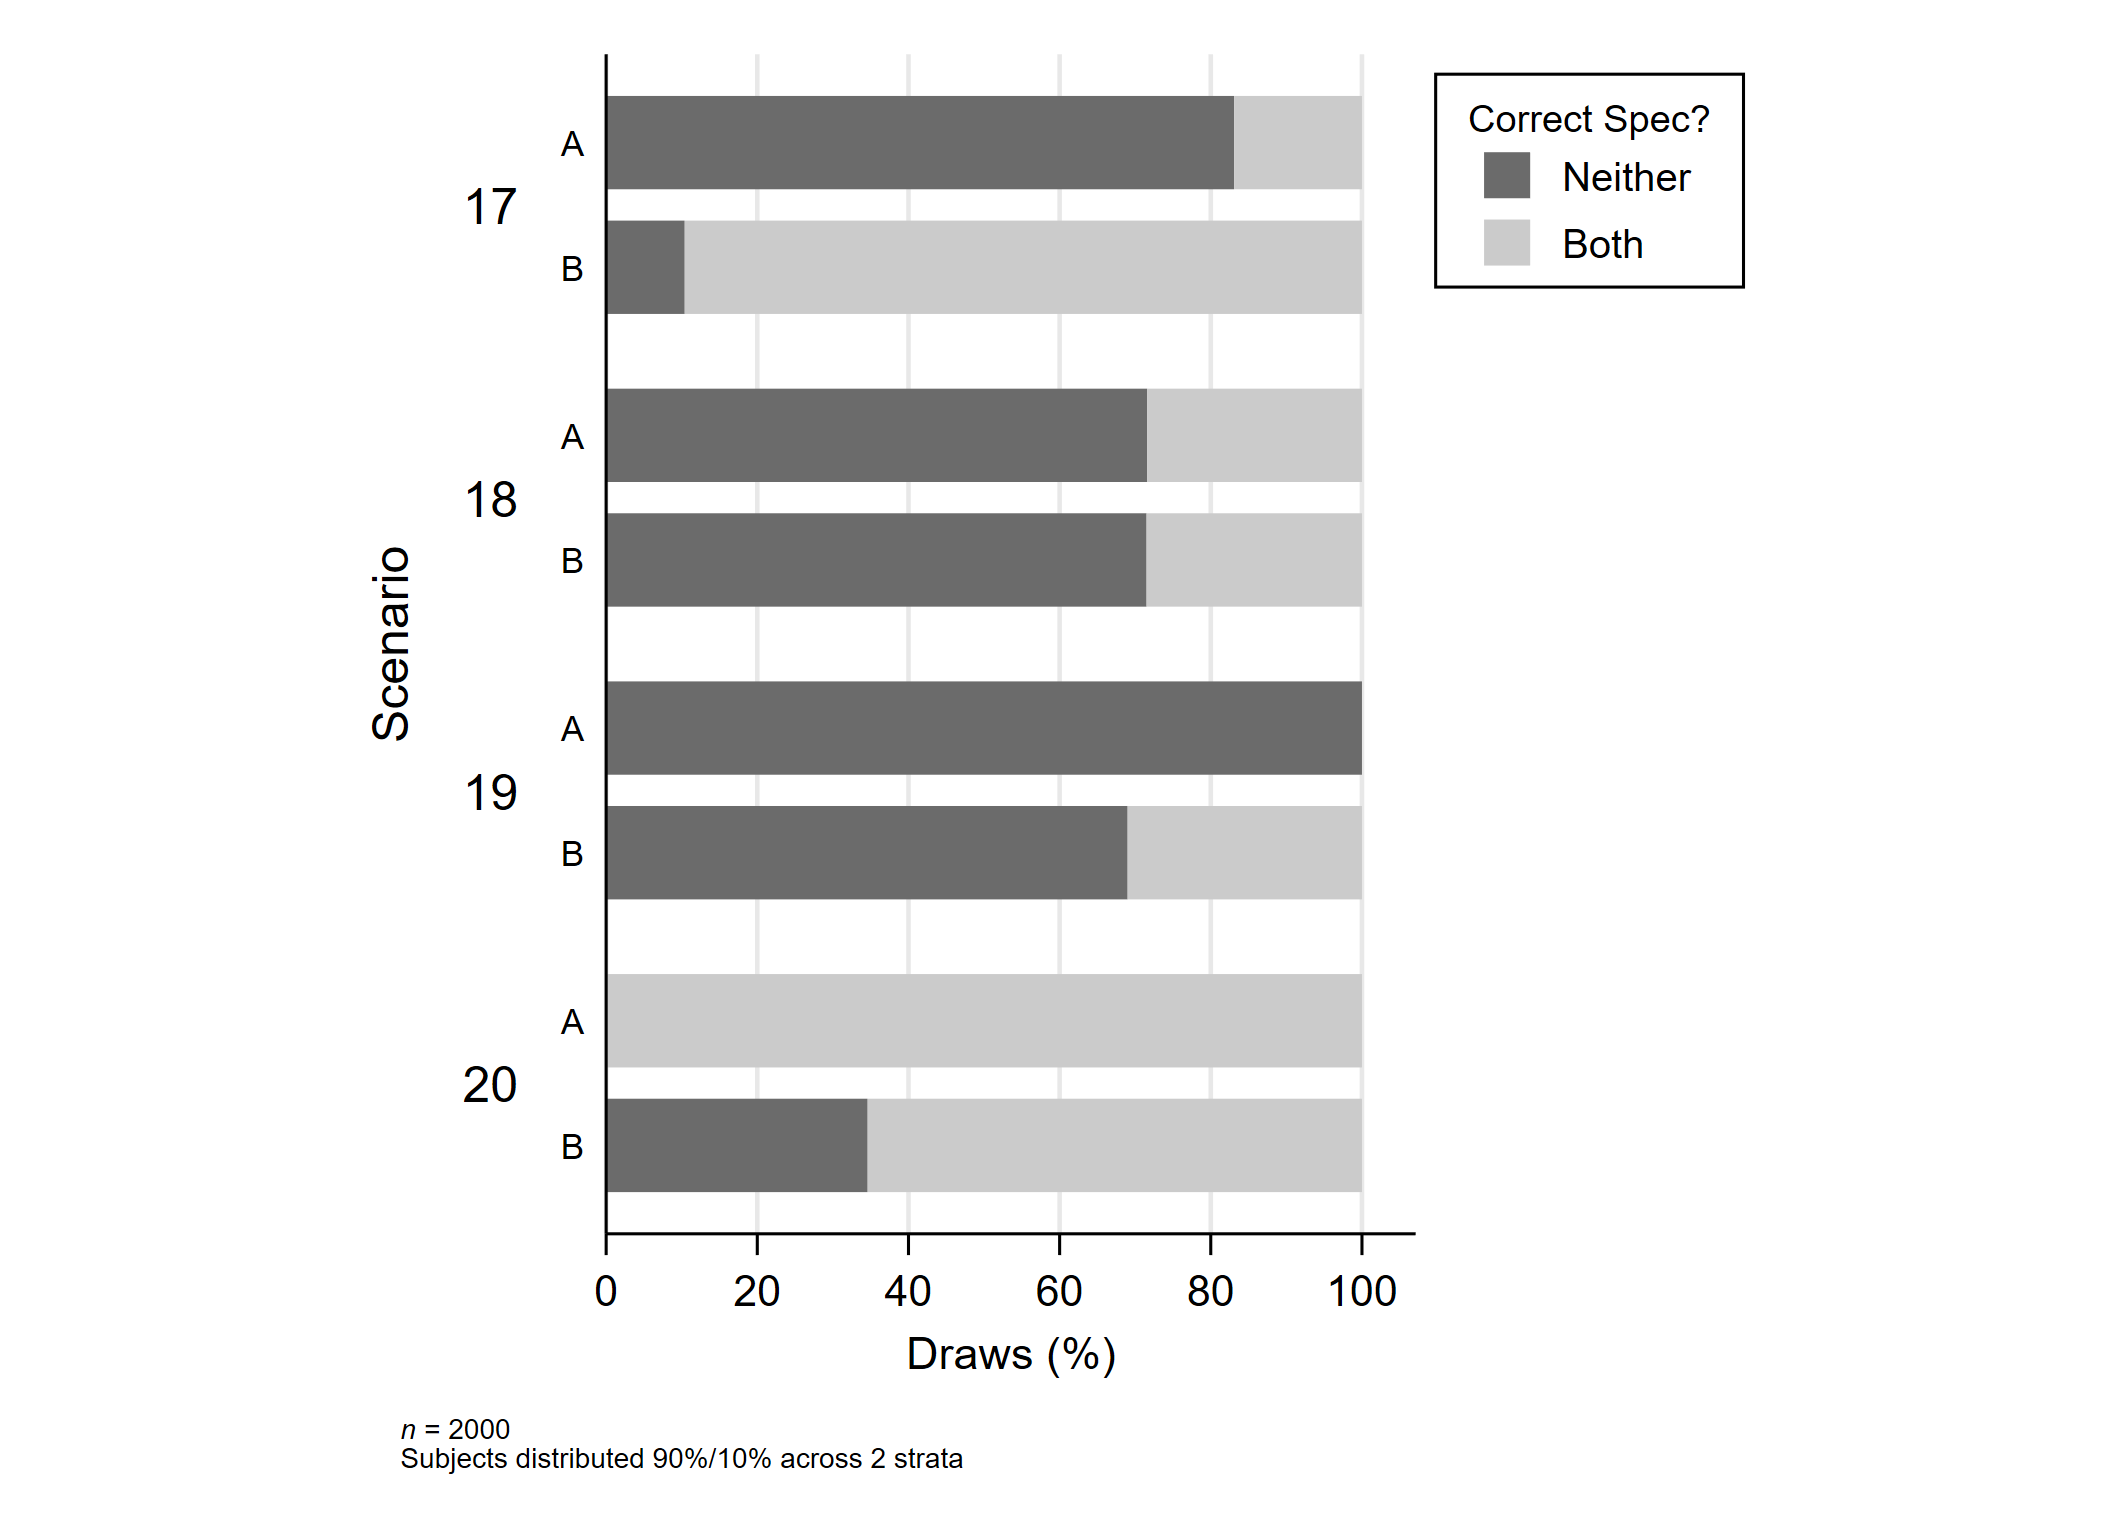 Correct Spec?
Neither
Both
Scenario
17
A
B
18
A
B
19
A
B
20
A
B
0 20 40 60 80 100
Draws (%)
n = 2000
Subjects distributed 90%/10% across 2 strata